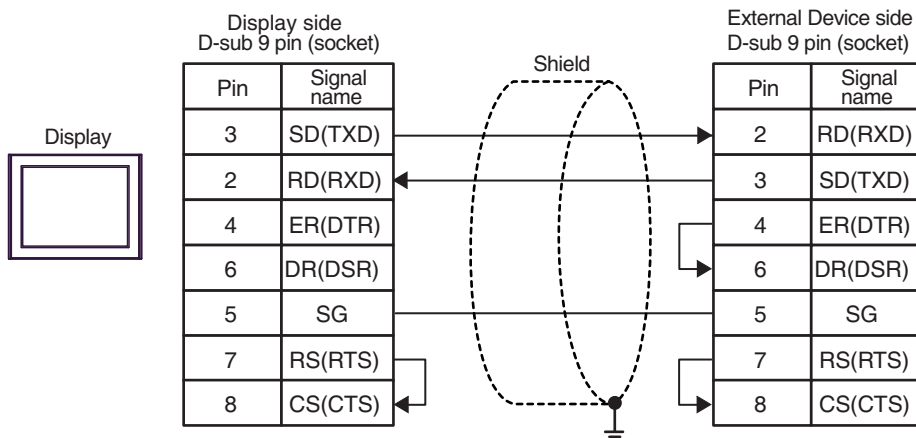 Display side
D-sub 9 pin (socket)
External Device side
D-sub 9 pin (socket)
Shield
Display
Pin Signal name
3 SD(TXD)
2 RD(RXD)
4 ER(DTR)
6 DR(DSR)
5 SG
7 RS(RTS)
8 CS(CTS)
Pin Signal name
2 RD(RXD)
3 SD(TXD)
4 ER(DTR)
6 DR(DSR)
5 SG
7 RS(RTS)
8 CS(CTS)